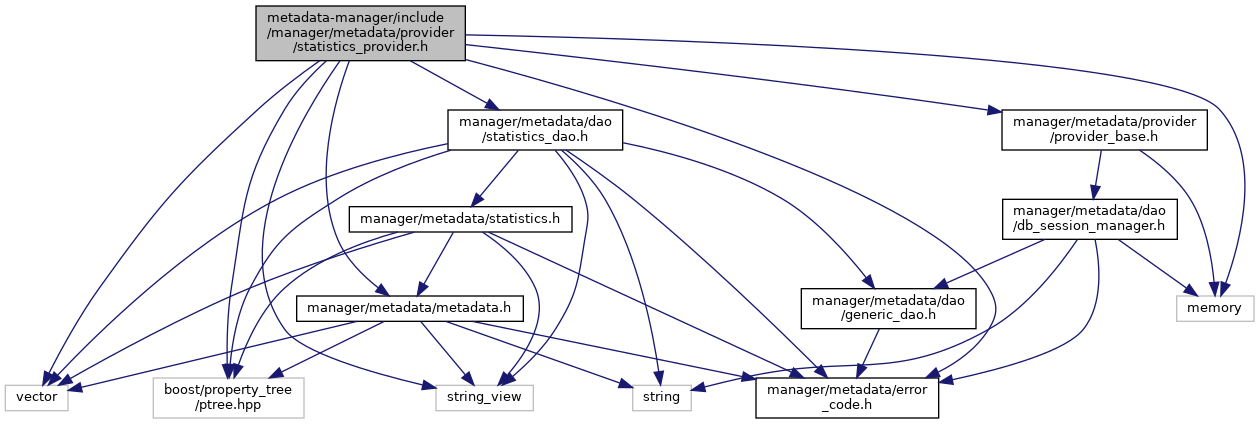 metadata-manager/include
/manager/metadata/provider
/statistics_provider.h
manager/metadata/dao
/statistics_dao.h
manager/metadata/provider
/provider_base.h
manager/metadata/statistics.h
manager/metadata/dao
/db_session_manager.h
manager/metadata/metadata.h
manager/metadata/dao
/generic_dao.h
memory
vector
boost/property_tree
/ptree.hpp
string_view
string
manager/metadata/error
_code.h